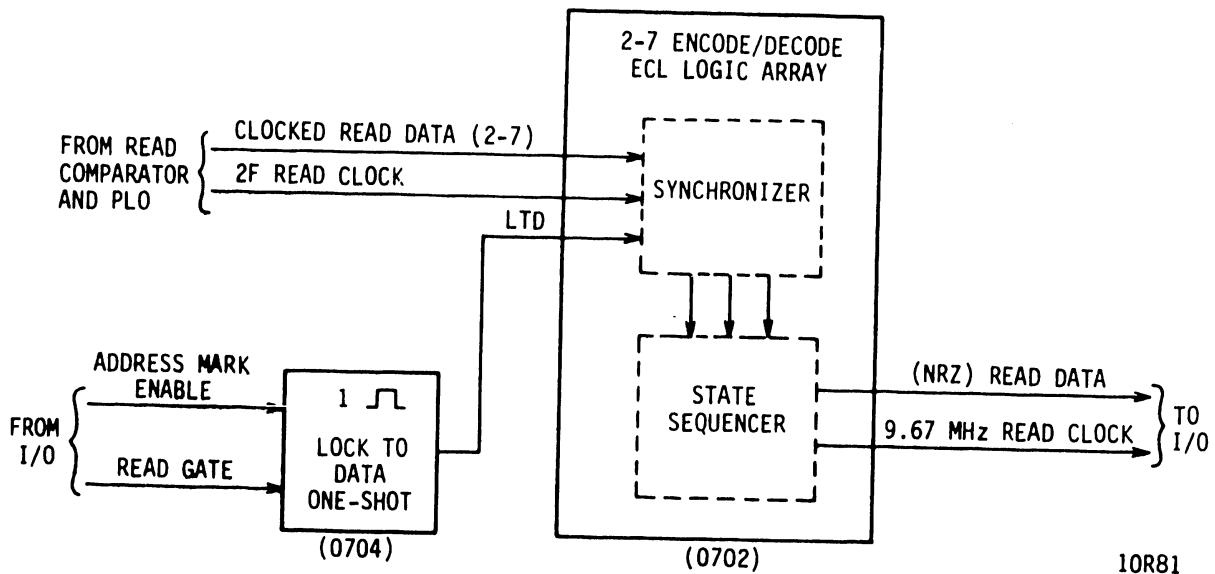 2-7 ENCODE/DECODE
ECL LOGIC ARRAY
FROM READ
COMPARATOR
AND PLO
CLOCKED READ DATA (2-7)
2F READ CLOCK
LTD
SYNCHRONIZER
ADDRESS MARK
ENABLE
FROM
I/O
READ GATE
1
LOCK TO
DATA
ONE-SHOT
(0704)
STATE
SEQUENCER
(NRZ) READ DATA
9.67 MHz READ CLOCK
TO
I/O
(0702)
10R81